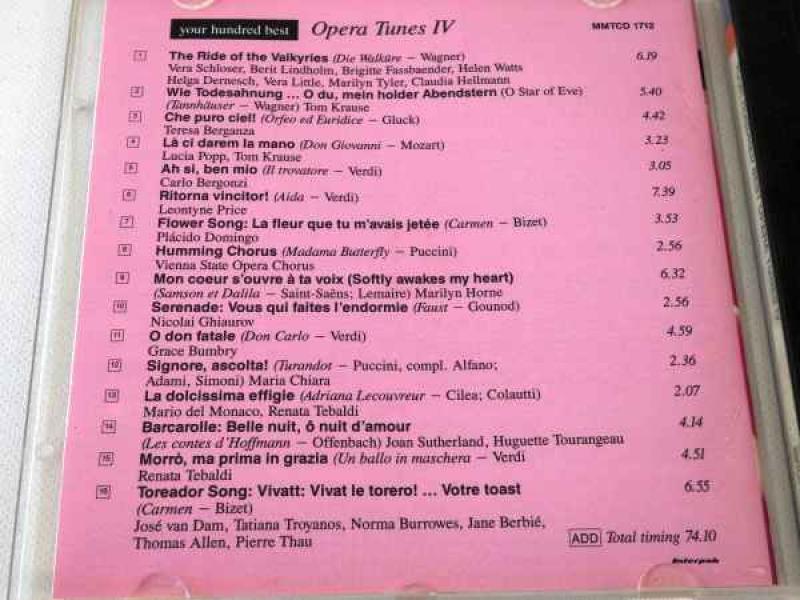 your hundred best Opera Tunes IV MMTCD 1712
1 The Ride of the Valkyries (Die Walküre – Wagner) 6.19
Vera Schloser, Berit Lindholm, Brigitte Fassbaender, Helen Watts
Helga Dernesch, Vera Little, Marilyn Tyler, Claudia Hellmann
2 Wie Todesahnung ... O du, mein holder Abendstern (O Star of Eve) 5.40
(Tannhäuser – Wagner) Tom Krause
3 Che puro ciel! (Orfeo ed Euridice – Gluck) 4.42
Teresa Berganza
4 Là ci darem la mano (Don Giovanni – Mozart) 3.23
Lucia Popp, Tom Krause
5 Ah si, ben mio (Il trovatore – Verdi) 3.05
Carlo Bergonzi
6 Ritorna vincitor! (Aida – Verdi) 7.39
Leontyne Price
7 Flower Song: La fleur que tu m'avais jetée (Carmen – Bizet) 3.53
Plácido Domingo
8 Humming Chorus (Madama Butterfly – Puccini) 2.56
Vienna State Opera Chorus
9 Mon coeur s'ouvre à ta voix (Softly awakes my heart) 6.32
(Samson et Dalila – Saint-Saëns; Lemaire) Marilyn Horne
10 Serenade: Vous qui faites l'endormie (Faust – Gounod) 2.56
Nicolai Ghiaurov
11 O don fatale (Don Carlo – Verdi) 4.59
Grace Bumbry
12 Signore, ascolta! (Turandot – Puccini, compl. Alfano; 2.36
Adami, Simoni) Maria Chiara
13 La dolcissima effigie (Adriana Lecouvreur – Cilea; Colautti) 2.07
Mario del Monaco, Renata Tebaldi
14 Barcarolle: Belle nuit, ô nuit d'amour 4.14
(Les contes d'Hoffmann – Offenbach) Joan Sutherland, Huguette Tourangeau
15 Morrò, ma prima in grazia (Un ballo in maschera – Verdi 4.51
Renata Tebaldi
16 Toreador Song: Vivatt: Vivat le torero! ... Votre toast 6.55
(Carmen – Bizet)
José van Dam, Tatiana Troyanos, Norma Burrowes, Jane Berbié,
Thomas Allen, Pierre Thau ADD Total timing 74.10
Interpak